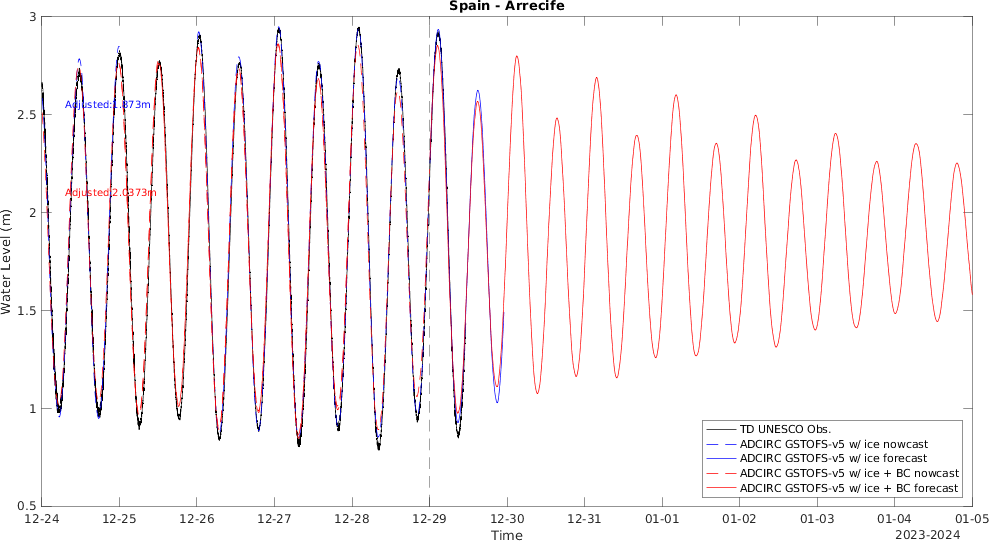 Spain - Arrecife
3
2.5
2
1.5
1
0.5
Water Level (m)
Adjusted:1.873m
Adjusted:2.0373m
TD UNESCO Obs.
ADCIRC GSTOFS-v5 w/ ice nowcast
ADCIRC GSTOFS-v5 w/ ice forecast
ADCIRC GSTOFS-v5 w/ ice + BC nowcast
ADCIRC GSTOFS-v5 w/ ice + BC forecast
12-24 12-25 12-26 12-27 12-28 12-29 12-30 12-31 01-01 01-02 01-03 01-04 01-05
Time
2023-2024